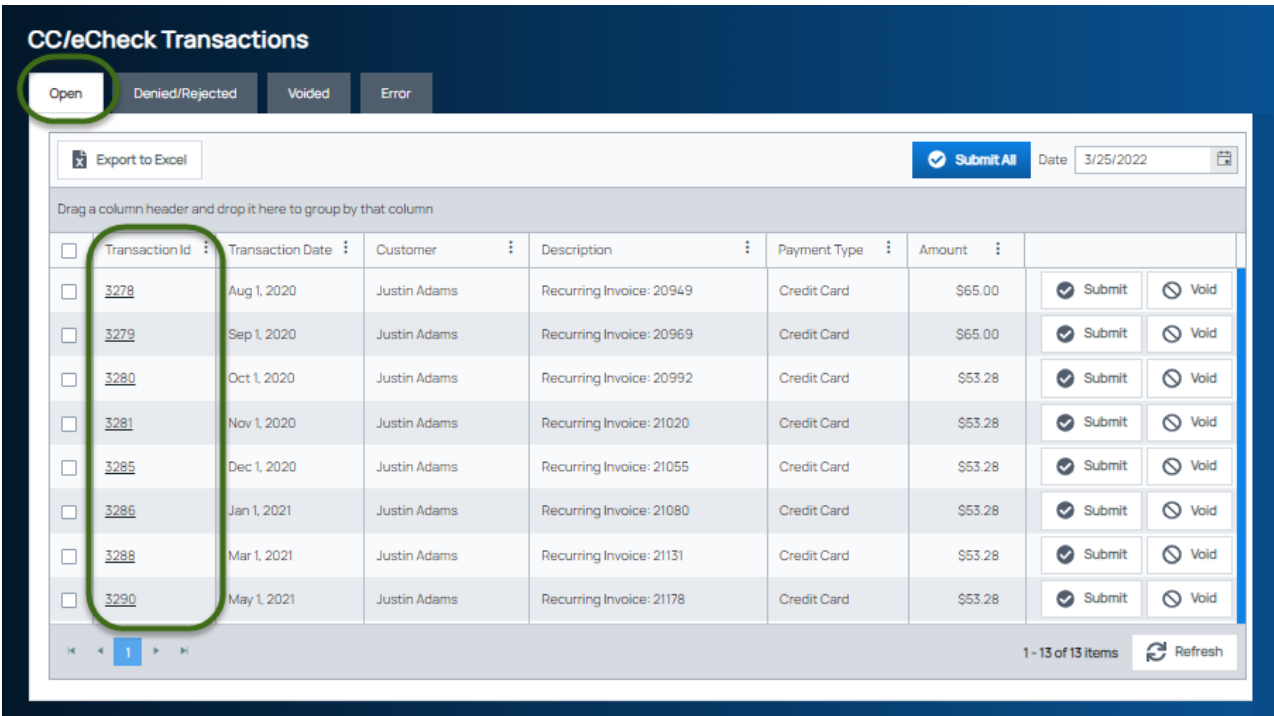 CC/eCheck Transactions
Open Denied/Rejected Voided Error
Export to Excel Submit All Date 3/25/2022
Drag a column header and drop it here to group by that column
Transaction Id Transaction Date Customer Description Payment Type Amount
3278 Aug 1, 2020 Justin Adams Recurring Invoice: 20949 Credit Card $65.00 Submit Void
3279 Sep 1, 2020 Justin Adams Recurring Invoice: 20969 Credit Card $65.00 Submit Void
3280 Oct 1, 2020 Justin Adams Recurring Invoice: 20992 Credit Card $53.28 Submit Void
3281 Nov 1, 2020 Justin Adams Recurring Invoice: 21020 Credit Card $53.28 Submit Void
3285 Dec 1, 2020 Justin Adams Recurring Invoice: 21055 Credit Card $53.28 Submit Void
3286 Jan 1, 2021 Justin Adams Recurring Invoice: 21080 Credit Card $53.28 Submit Void
3288 Mar 1, 2021 Justin Adams Recurring Invoice: 21131 Credit Card $53.28 Submit Void
3290 May 1, 2021 Justin Adams Recurring Invoice: 21178 Credit Card $53.28 Submit Void
1 1 - 13 of 13 items Refresh